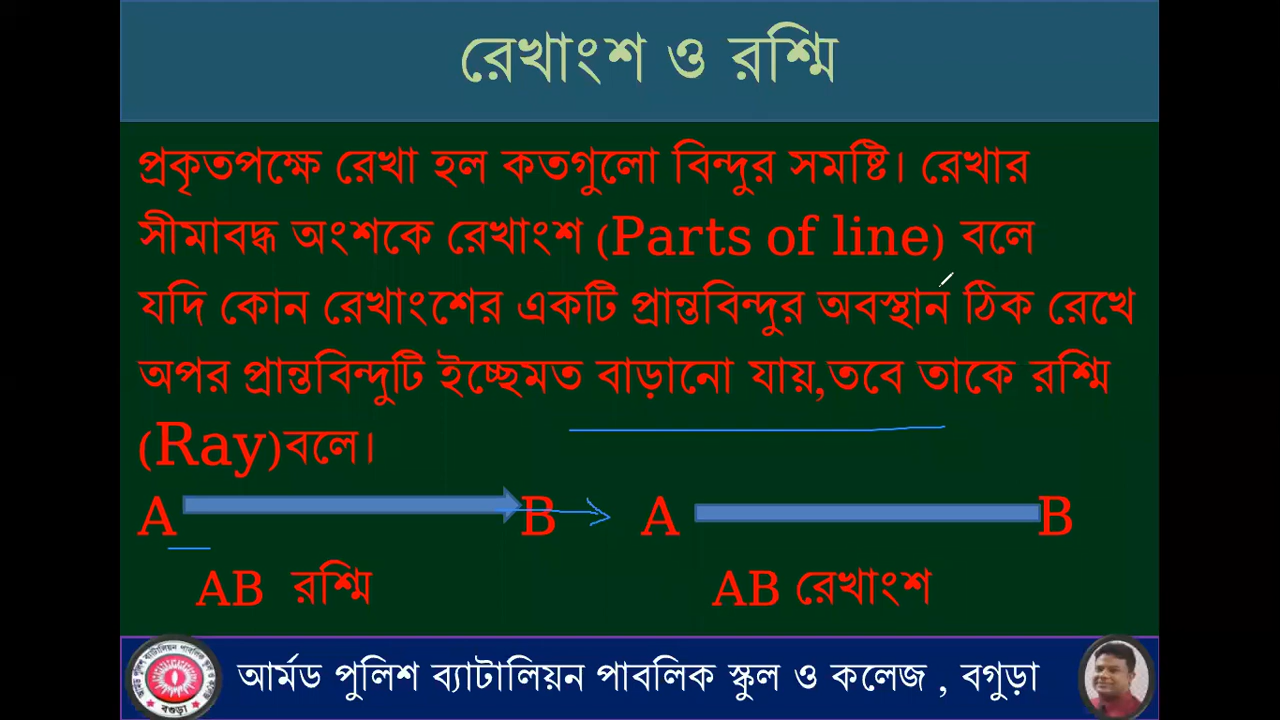 রেখাংশ ও রশ্মি
প্রকৃতপক্ষে রেখা হল কতগুলো বিন্দুর সমষ্টি। রেখার
সীমাবদ্ধ অংশকে রেখাংশ (Parts of line) বলে
যদি কোন রেখাংশের একটি প্রান্তবিন্দুর অবস্থান ঠিক রেখে
অপর প্রান্তবিন্দুটি ইচ্ছেমত বাড়ানো যায়,তবে তাকে রশ্মি
(Ray)বলে।
A B A B
AB রশ্মি AB রেখাংশ
আর্মড পুলিশ ব্যাটালিয়ন পাবলিক স্কুল ও কলেজ , বগুড়া